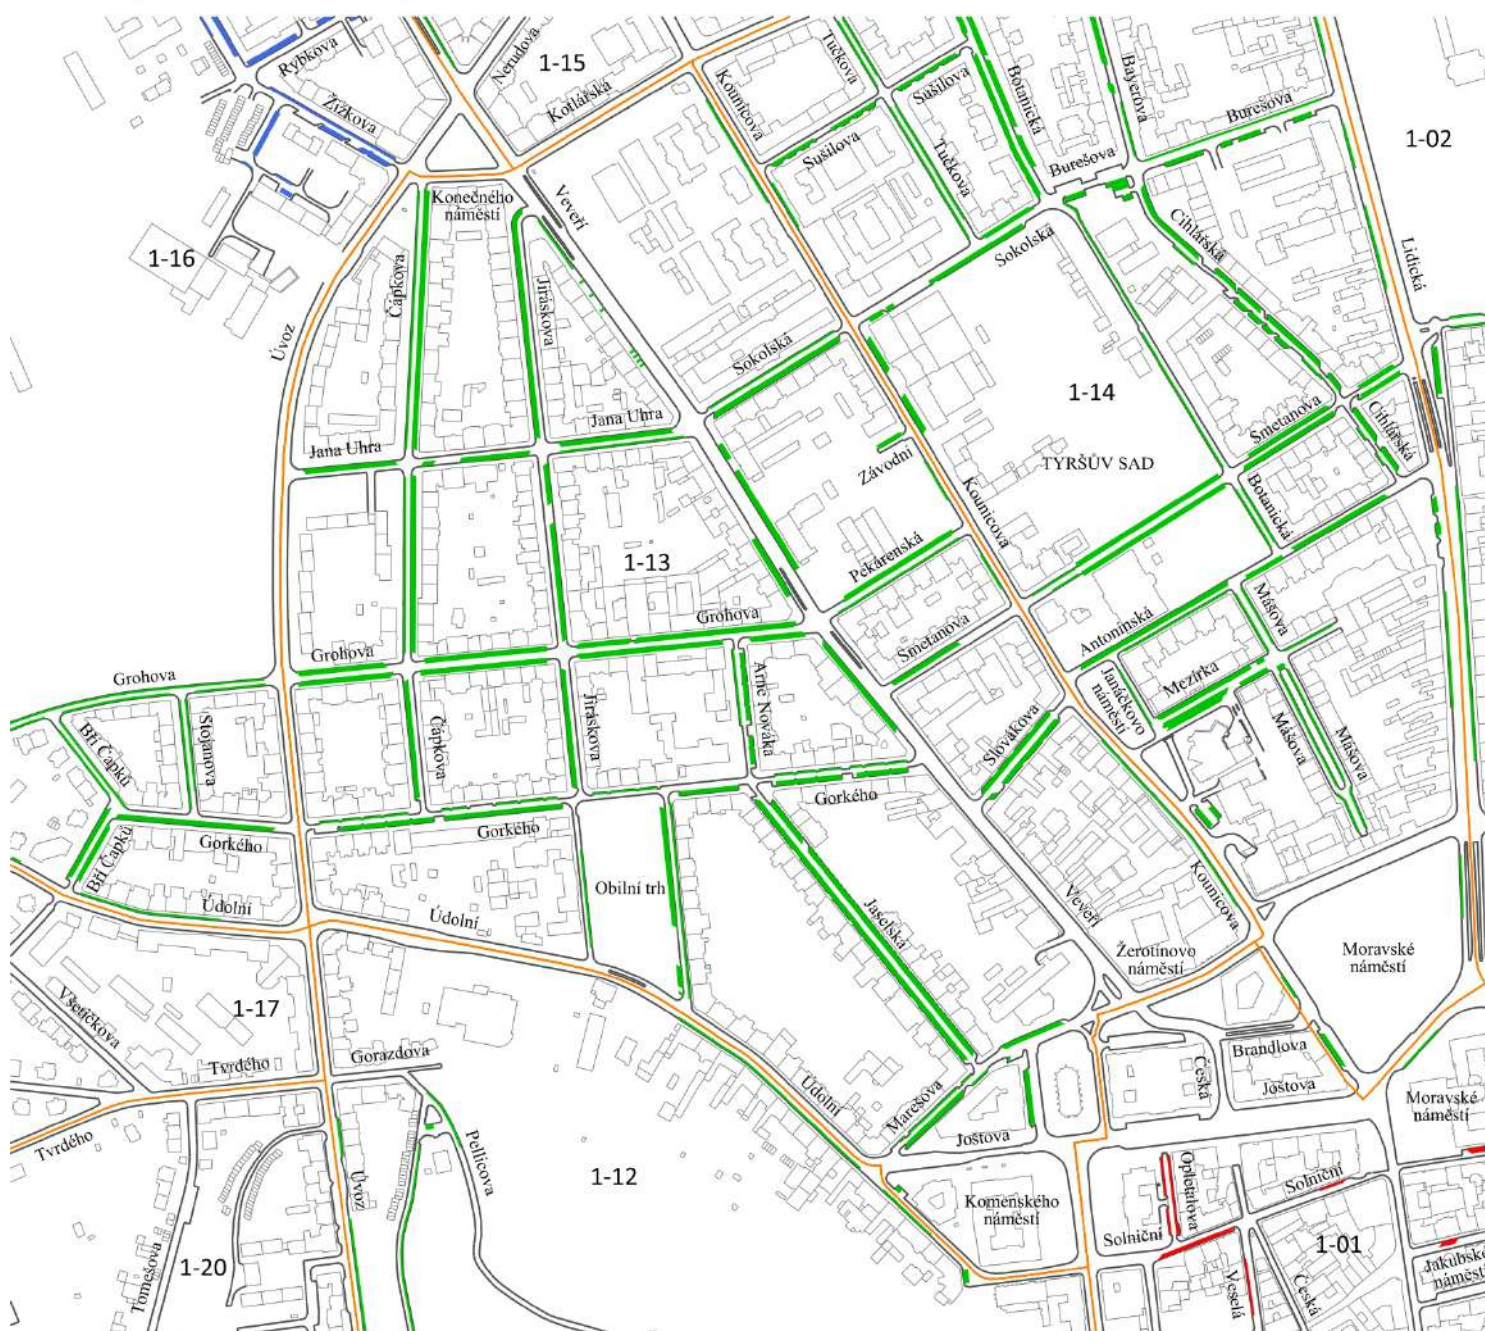 Rybkova
Žižkova
Nerudova
1-15
Kotlářská
Kounicova
Tučkova
Sušilova
Botanická
Bayerova
Burešova
1-02
Sušilova
Tučkova
Burešova
Veveří
Konečného
náměstí
1-16
Čápkova
Jiráskova
Úvoz
Sokolská
Cihlářská
Lidická
Sokolská
1-14
Jana Uhra
Jana Uhra
Závodní
TYRŠŮV SAD
Smetanova
Cihlářská
Botanická
Kounicova
1-13
Pekárenská
Grohova
Grohova
Grohova
Smetanova
Antonínská
Mášova
Mezírka
Janáčkovo
náměstí
Bří Čapků
Stojanova
Čápkova
Jiráskova
Arne Nováka
Slovákova
Mášova
Mášova
Gorkého
Gorkého
Gorkého
Bří Čapků
Údolní
Údolní
Obilní trh
Jaselská
Veveří
Kounicova
Žerotínovo
náměstí
Moravské
náměstí
Všetičkova
1-17
Tvrdého
Gorazdova
Tvrdého
Údolní
Marešova
Joštova
Česká
Brandlova
Joštova
Moravské
náměstí
Pellicova
Úvoz
1-12
Komenského
náměstí
Opletalova
Solniční
Solniční
1-01
Tomešova
1-20
Veselá
Česká
Jakubské
náměstí